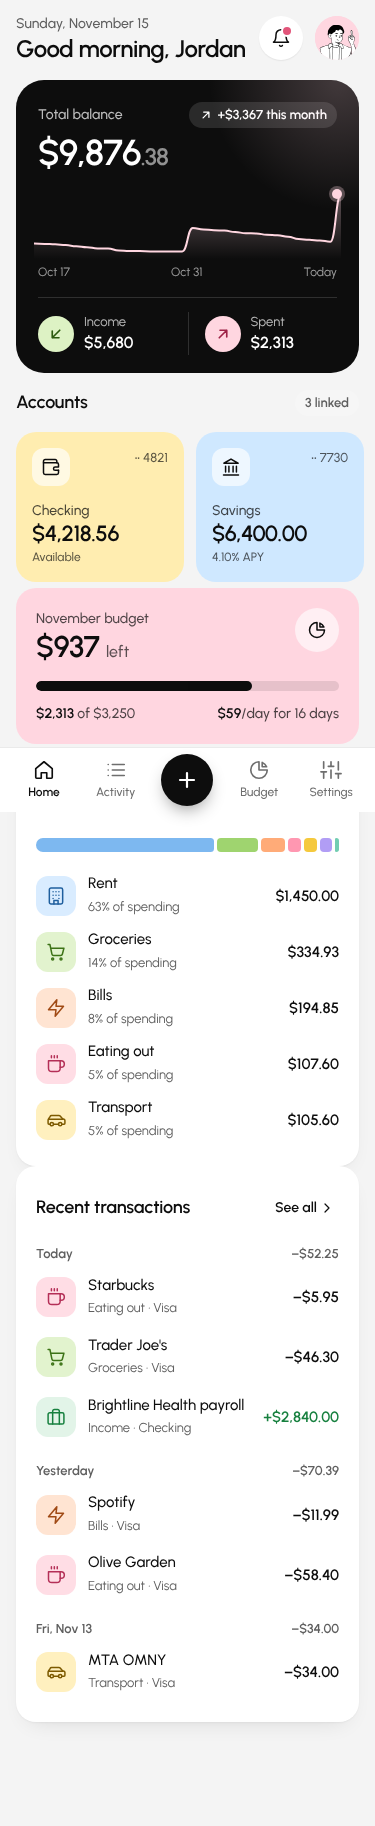 Sunday, November 15
Good morning, Jordan
Total balance
+$3,367 this month
$9,876.38
Oct 17
Oct 31
Today
Income
$5,680
Spent
$2,313
Accounts
3 linked
·· 4821
Checking
$4,218.56
Available
·· 7730
Savings
$6,400.00
4.10% APY
November budget
$937 left
$2,313 of $3,250
$59/day for 16 days
Home
Activity
Budget
Settings
Rent
63% of spending
$1,450.00
Groceries
14% of spending
$334.93
Bills
8% of spending
$194.85
Eating out
5% of spending
$107.60
Transport
5% of spending
$105.60
Recent transactions
See all
Today
−$52.25
Starbucks
Eating out · Visa
−$5.95
Trader Joe's
Groceries · Visa
−$46.30
Brightline Health payroll
Income · Checking
+$2,840.00
Yesterday
−$70.39
Spotify
Bills · Visa
−$11.99
Olive Garden
Eating out · Visa
−$58.40
Fri, Nov 13
−$34.00
MTA OMNY
Transport · Visa
−$34.00